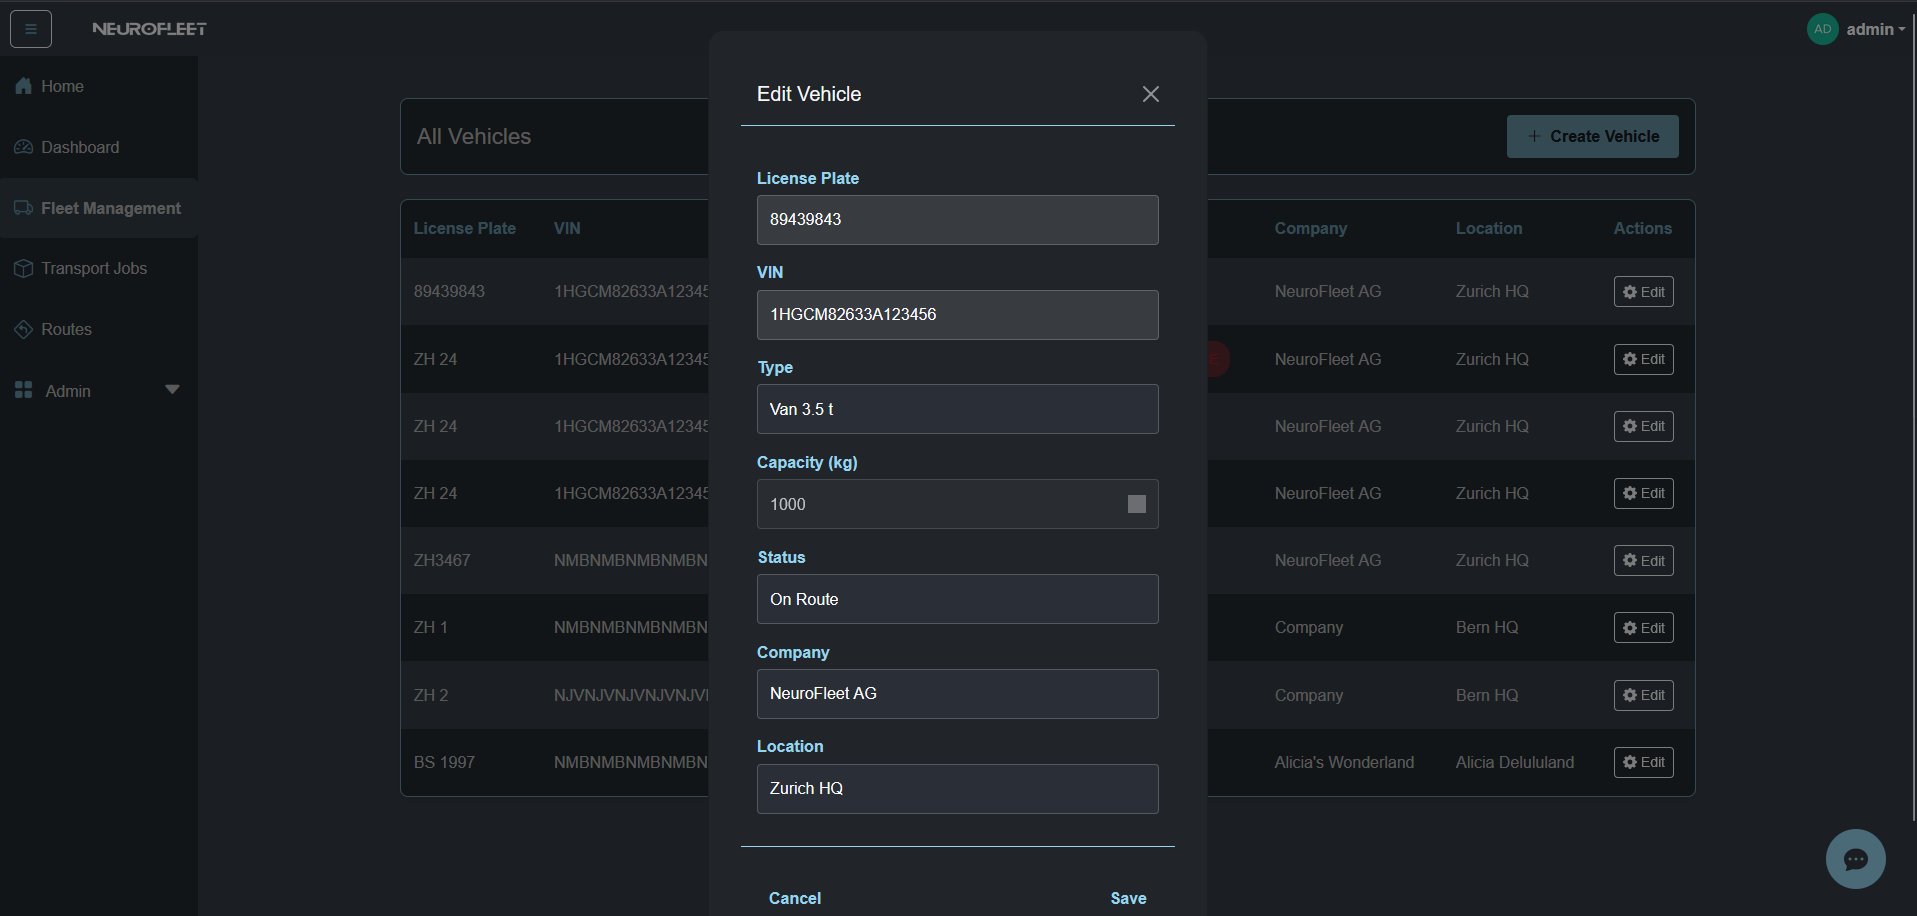 NEUROFLEET
AD admin
Home
Dashboard
Fleet Management
Transport Jobs
Routes
Admin
All Vehicles
Create Vehicle
License Plate VIN Company Location Actions
89439843 1HGCM82633A12345 NeuroFleet AG Zurich HQ Edit
ZH 24 1HGCM82633A12345 E NeuroFleet AG Zurich HQ Edit
ZH 24 1HGCM82633A12345 NeuroFleet AG Zurich HQ Edit
ZH 24 1HGCM82633A12345 NeuroFleet AG Zurich HQ Edit
ZH3467 NMBNMBNMBNMBN NeuroFleet AG Zurich HQ Edit
ZH 1 NMBNMBNMBNMBN Company Bern HQ Edit
ZH 2 NJVNJVNJVNJVNJV Company Bern HQ Edit
BS 1997 NMBNMBNMBNMBN Alicia's Wonderland Alicia Delululand Edit
Edit Vehicle
License Plate
89439843
VIN
1HGCM82633A123456
Type
Van 3.5 t
Capacity (kg)
1000
Status
On Route
Company
NeuroFleet AG
Location
Zurich HQ
Cancel Save